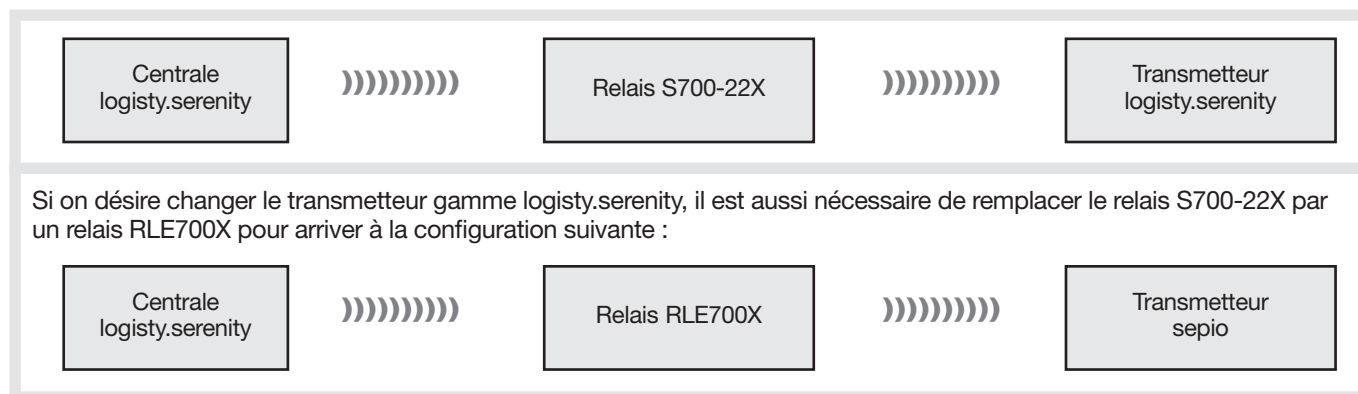 Centrale
logisty.serenity
))))))))))
Relais S700-22X
))))))))))
Transmetteur
logisty.serenity
Si on désire changer le transmetteur gamme logisty.serenity, il est aussi nécessaire de remplacer le relais S700-22X par
un relais RLE700X pour arriver à la configuration suivante :
Centrale
logisty.serenity
))))))))))
Relais RLE700X
))))))))))
Transmetteur
sepio